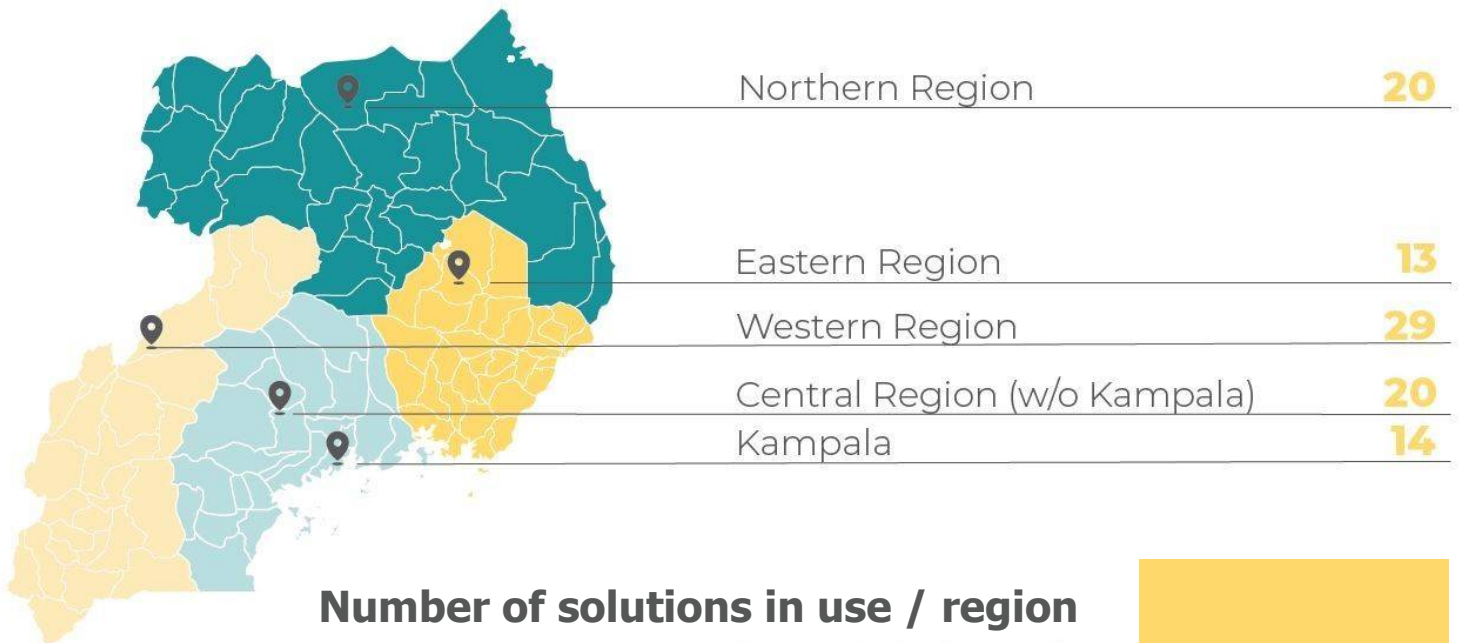 Northern Region 20
Eastern Region 13
Western Region 29
Central Region (w/o Kampala) 20
Kampala 14
Number of solutions in use / region